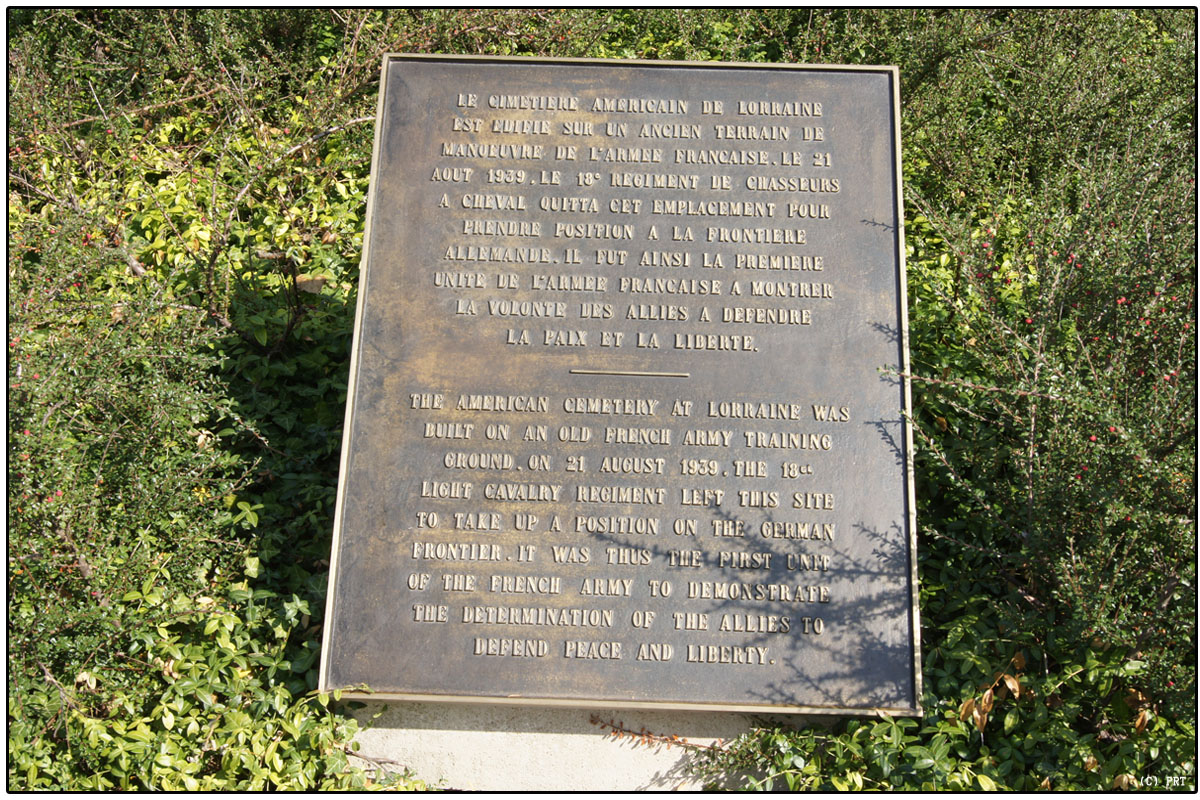 LE CIMETIERE AMERICAIN DE LORRAINE
EST EDIFIE SUR UN ANCIEN TERRAIN DE
MANOEUVRE DE L'ARMEE FRANCAISE. LE 21
AOUT 1939. LE 18e REGIMENT DE CHASSEURS
A CHEVAL QUITTA CET EMPLACEMENT POUR
PRENDRE POSITION A LA FRONTIERE
ALLEMANDE. IL FUT AINSI LA PREMIERE
UNITE DE L'ARMEE FRANCAISE A MONTRER
LA VOLONTE DES ALLIES A DEFENDRE
LA PAIX ET LA LIBERTE.
THE AMERICAN CEMETERY AT LORRAINE WAS
BUILT ON AN OLD FRENCH ARMY TRAINING
GROUND. ON 21 AUGUST 1939. THE 18
LIGHT CAVALRY REGIMENT LEFT THIS SITE
TO TAKE UP A POSITION ON THE GERMAN
FRONTIER. IT WAS THUS THE FIRST UNIT
OF THE FRENCH ARMY TO DEMONSTRATE
THE DETERMINATION OF THE ALLIES TO
DEFEND PEACE AND LIBERTY.
(C) PRT